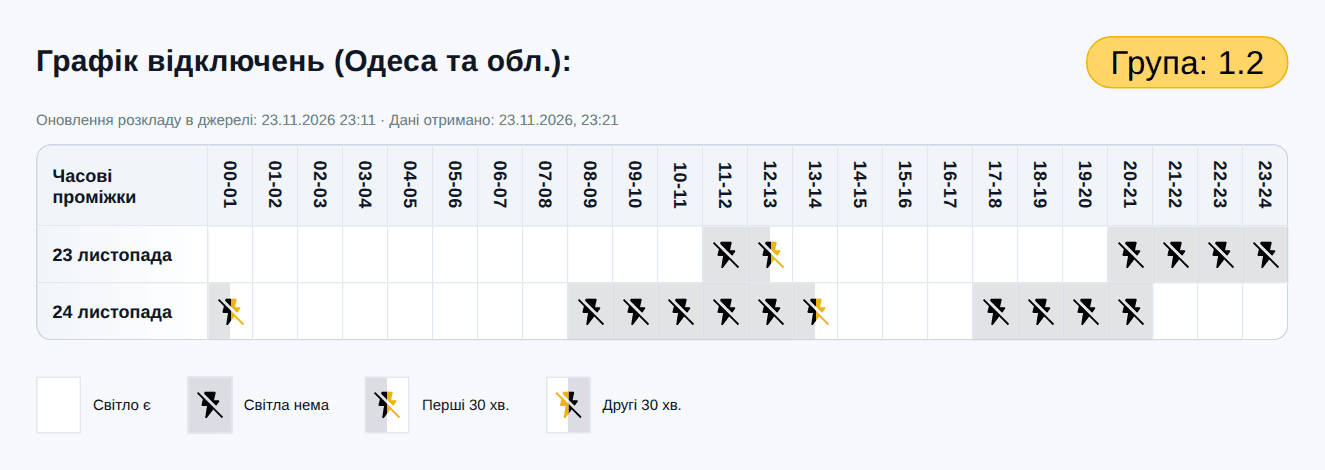 Графік відключень (Одеса та обл.):
Група: 1.2
Оновлення розкладу в джерелі: 23.11.2026 23:11 · Дані отримано: 23.11.2026, 23:21
Часові
проміжки
00-01
01-02
02-03
03-04
04-05
05-06
06-07
07-08
08-09
09-10
10-11
11-12
12-13
13-14
14-15
15-16
16-17
17-18
18-19
19-20
20-21
21-22
22-23
23-24
23 листопада
24 листопада
Світло є
Світла нема
Перші 30 хв.
Другі 30 хв.